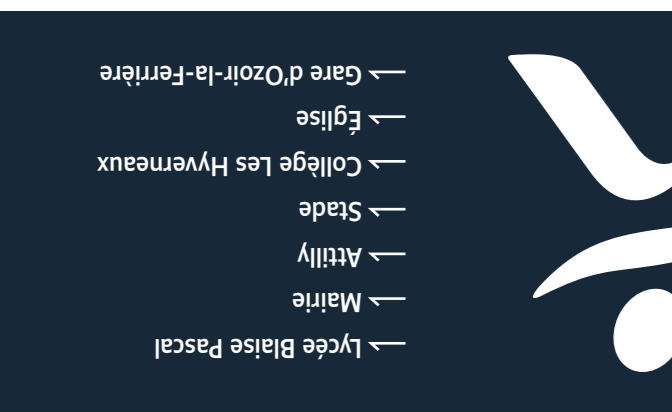 Lycée Blaise Pascal
Mairie
Attilly
Stade
Collège Les Hyverneaux
Église
Gare d'Ozoir-la-Ferrière